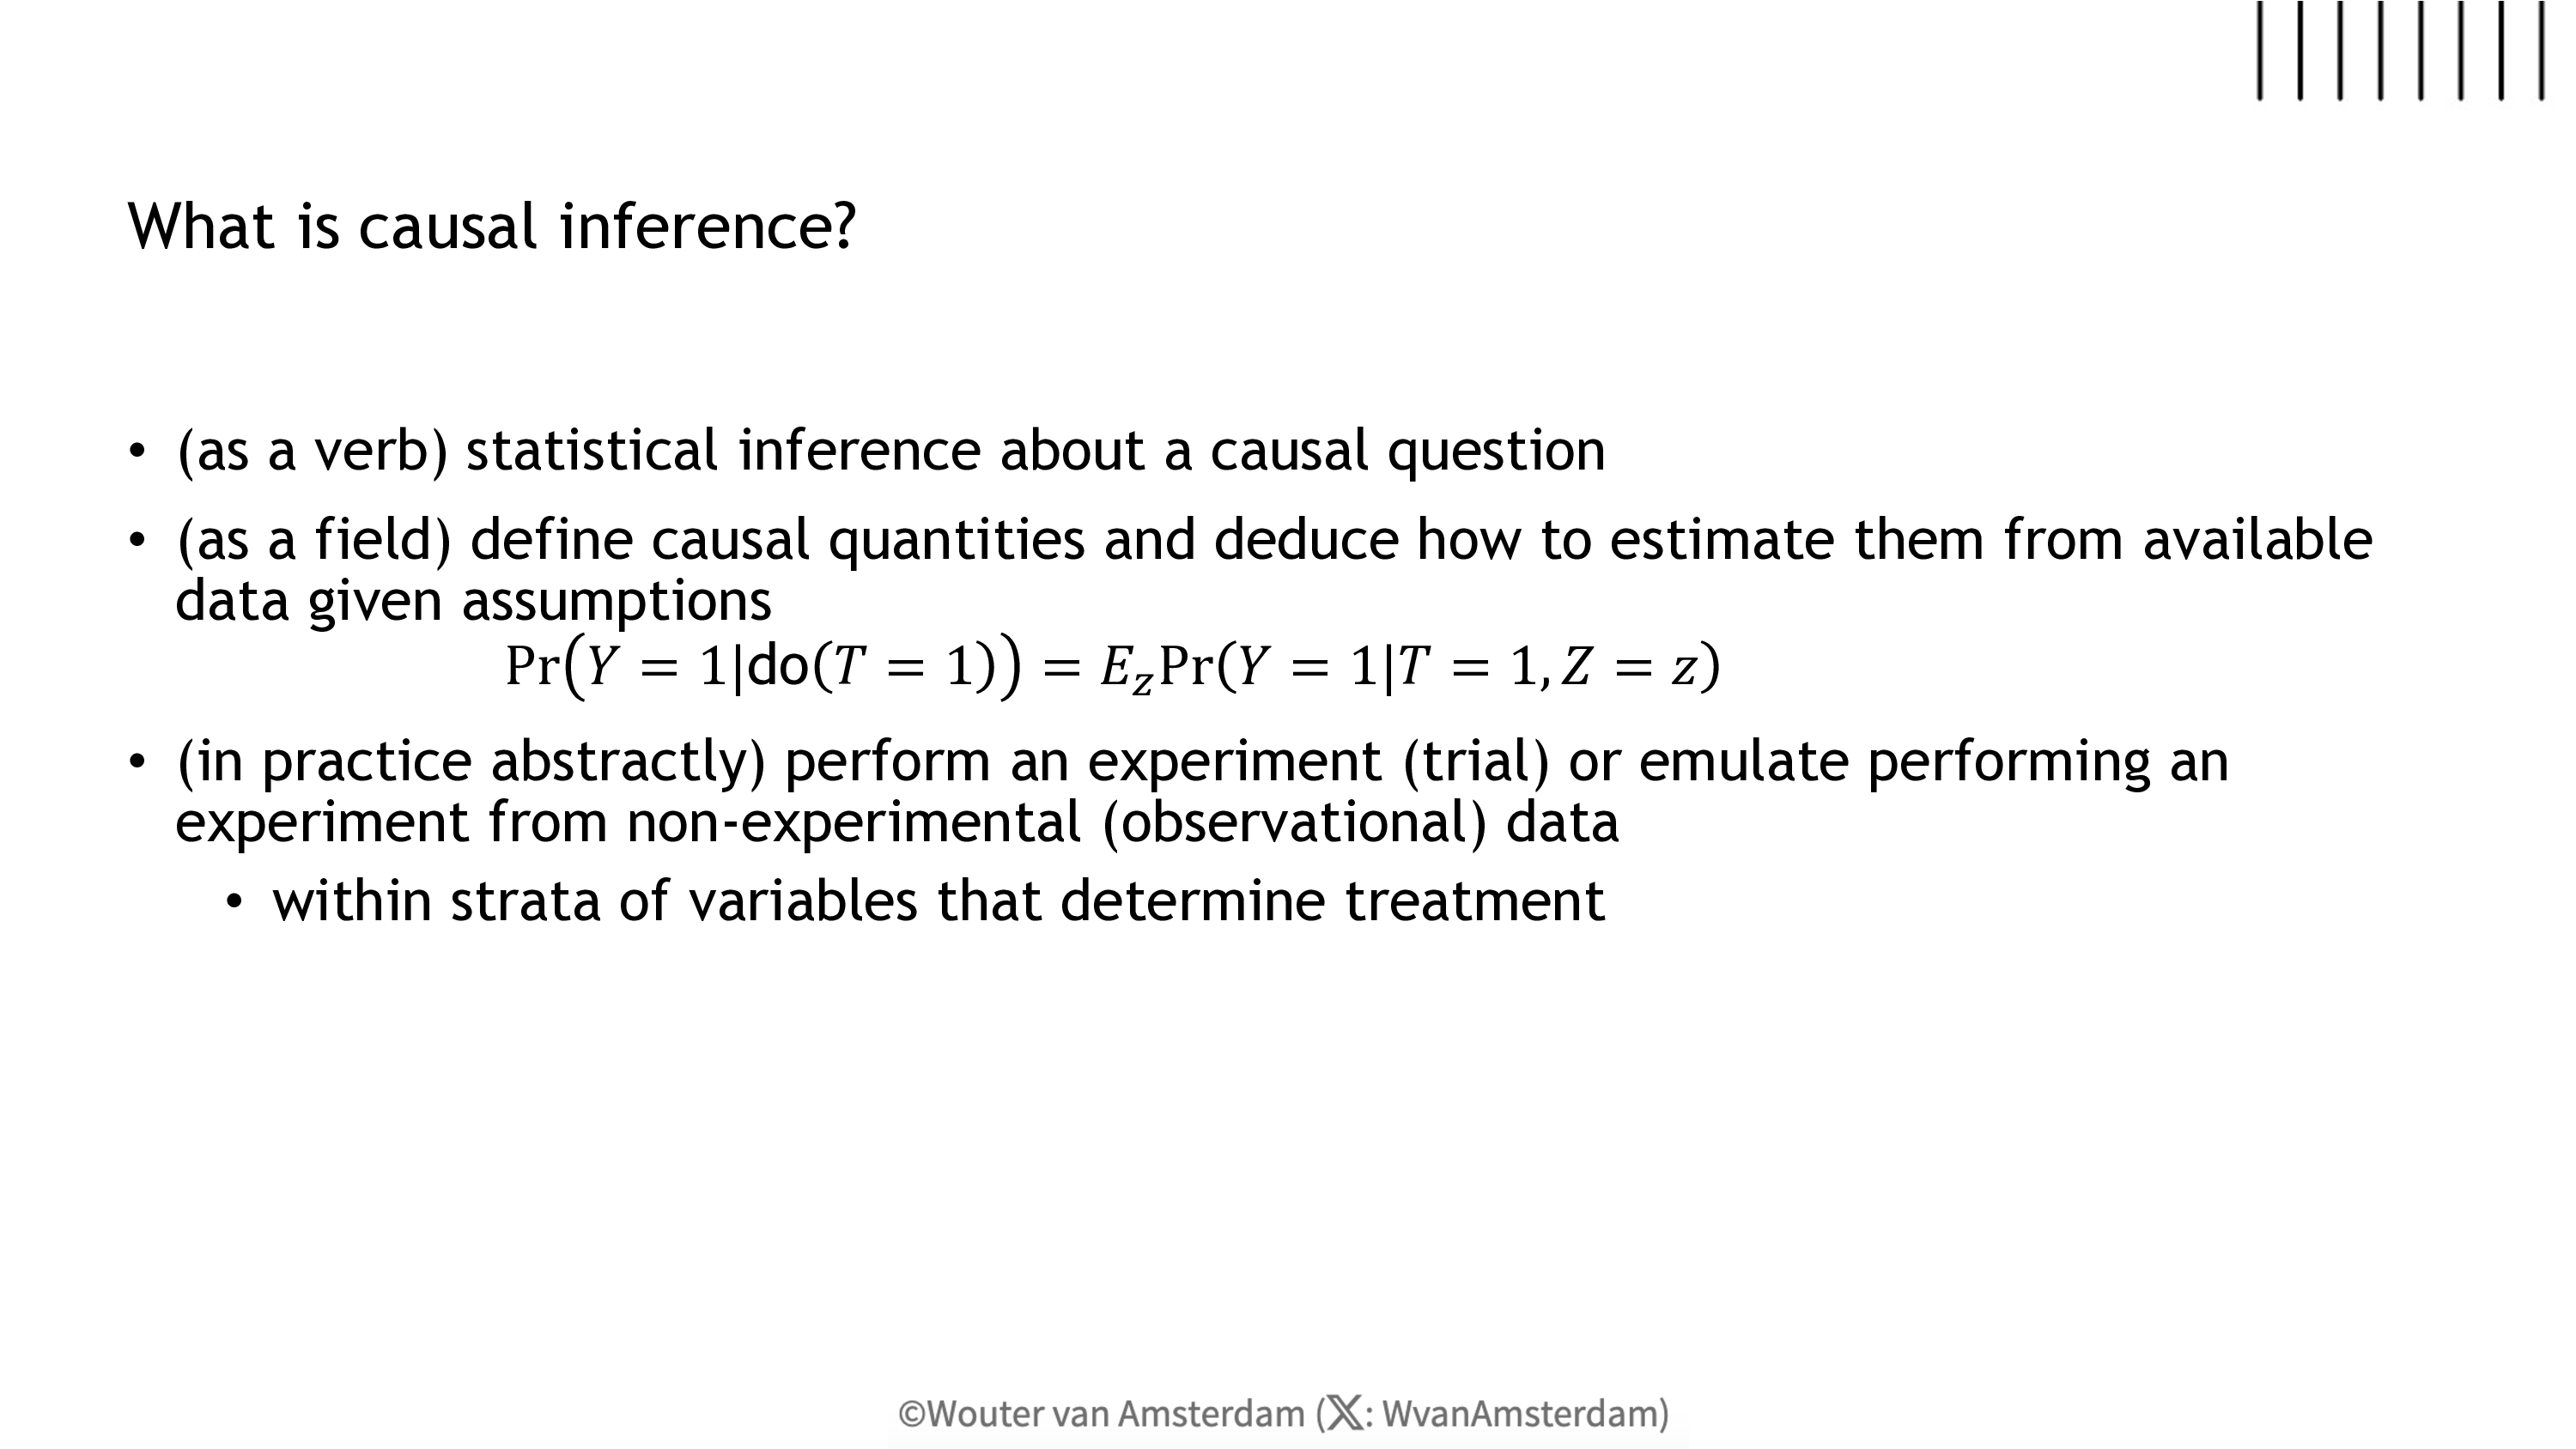 What is causal inference?
• (as a verb) statistical inference about a causal question
• (as a field) define causal quantities and deduce how to estimate them from available
data given assumptions
Pr(Y = 1|do(T = 1)) = E_z Pr(Y = 1|T = 1, Z = z)
• (in practice abstractly) perform an experiment (trial) or emulate performing an
experiment from non-experimental (observational) data
• within strata of variables that determine treatment
©Wouter van Amsterdam (𝕏: WvanAmsterdam)